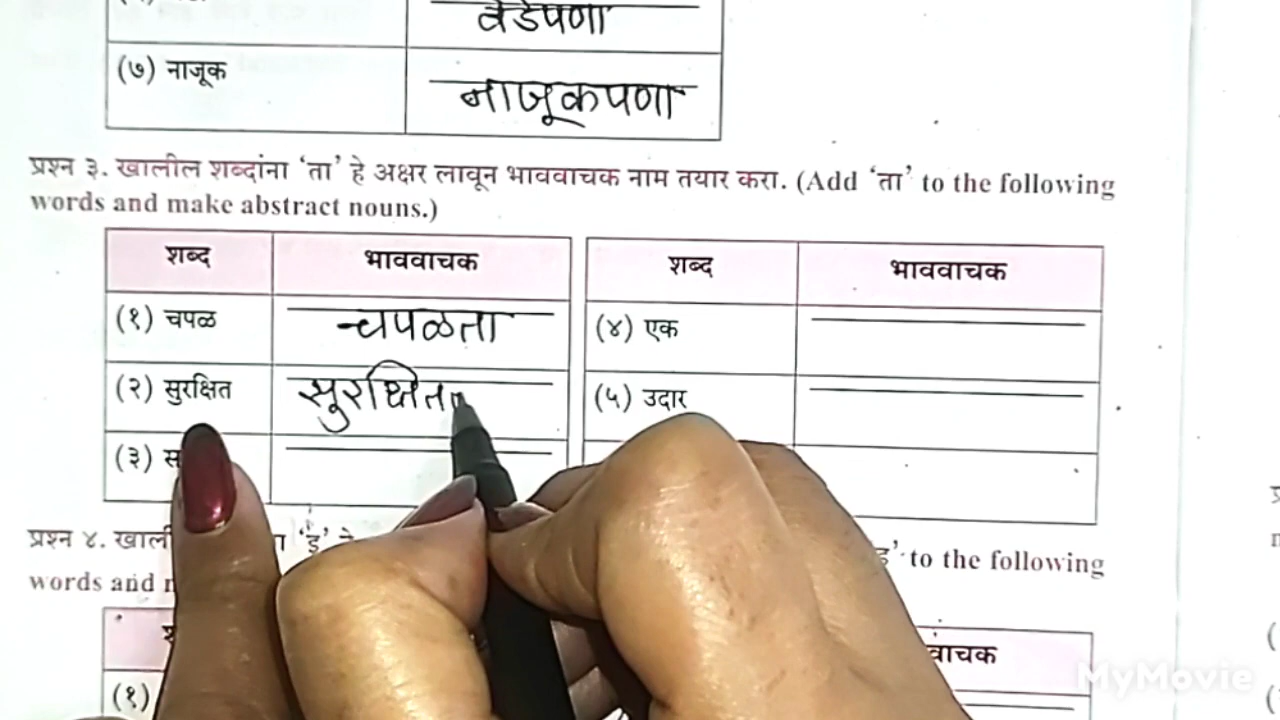 वेडेपणा
(७) नाजूक नाजूकपणा
प्रश्न ३. खालील शब्दांना 'ता' हे अक्षर लावून भाववाचक नाम तयार करा. (Add 'ता' to the following
words and make abstract nouns.)
शब्द भाववाचक शब्द भाववाचक
(१) चपळ चपळता (४) एक
(२) सुरक्षित सुरक्षिता (५) उदार
(३)
प्रश्न ४. to the following
words and
(१)
MyMovie